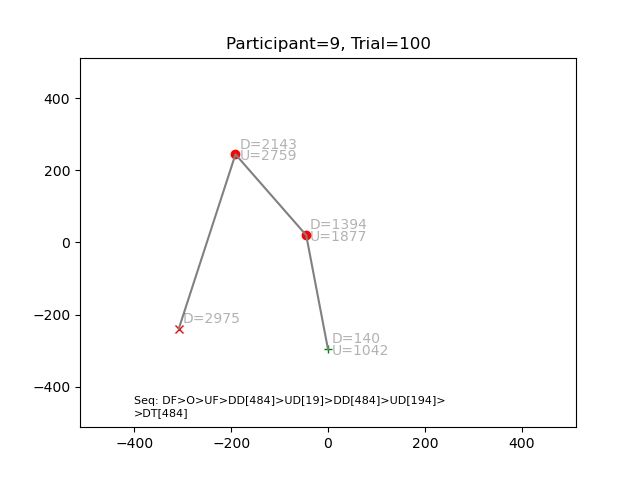 Participant=9, Trial=100
400
200
0
−200
−400
D=2143
U=2759
D=1394
U=1877
D=2975
D=140
U=1042
Seq: DF>O>UF>DD[484]>UD[19]>DD[484]>UD[194]>
>DT[484]
−400 −200 0 200 400